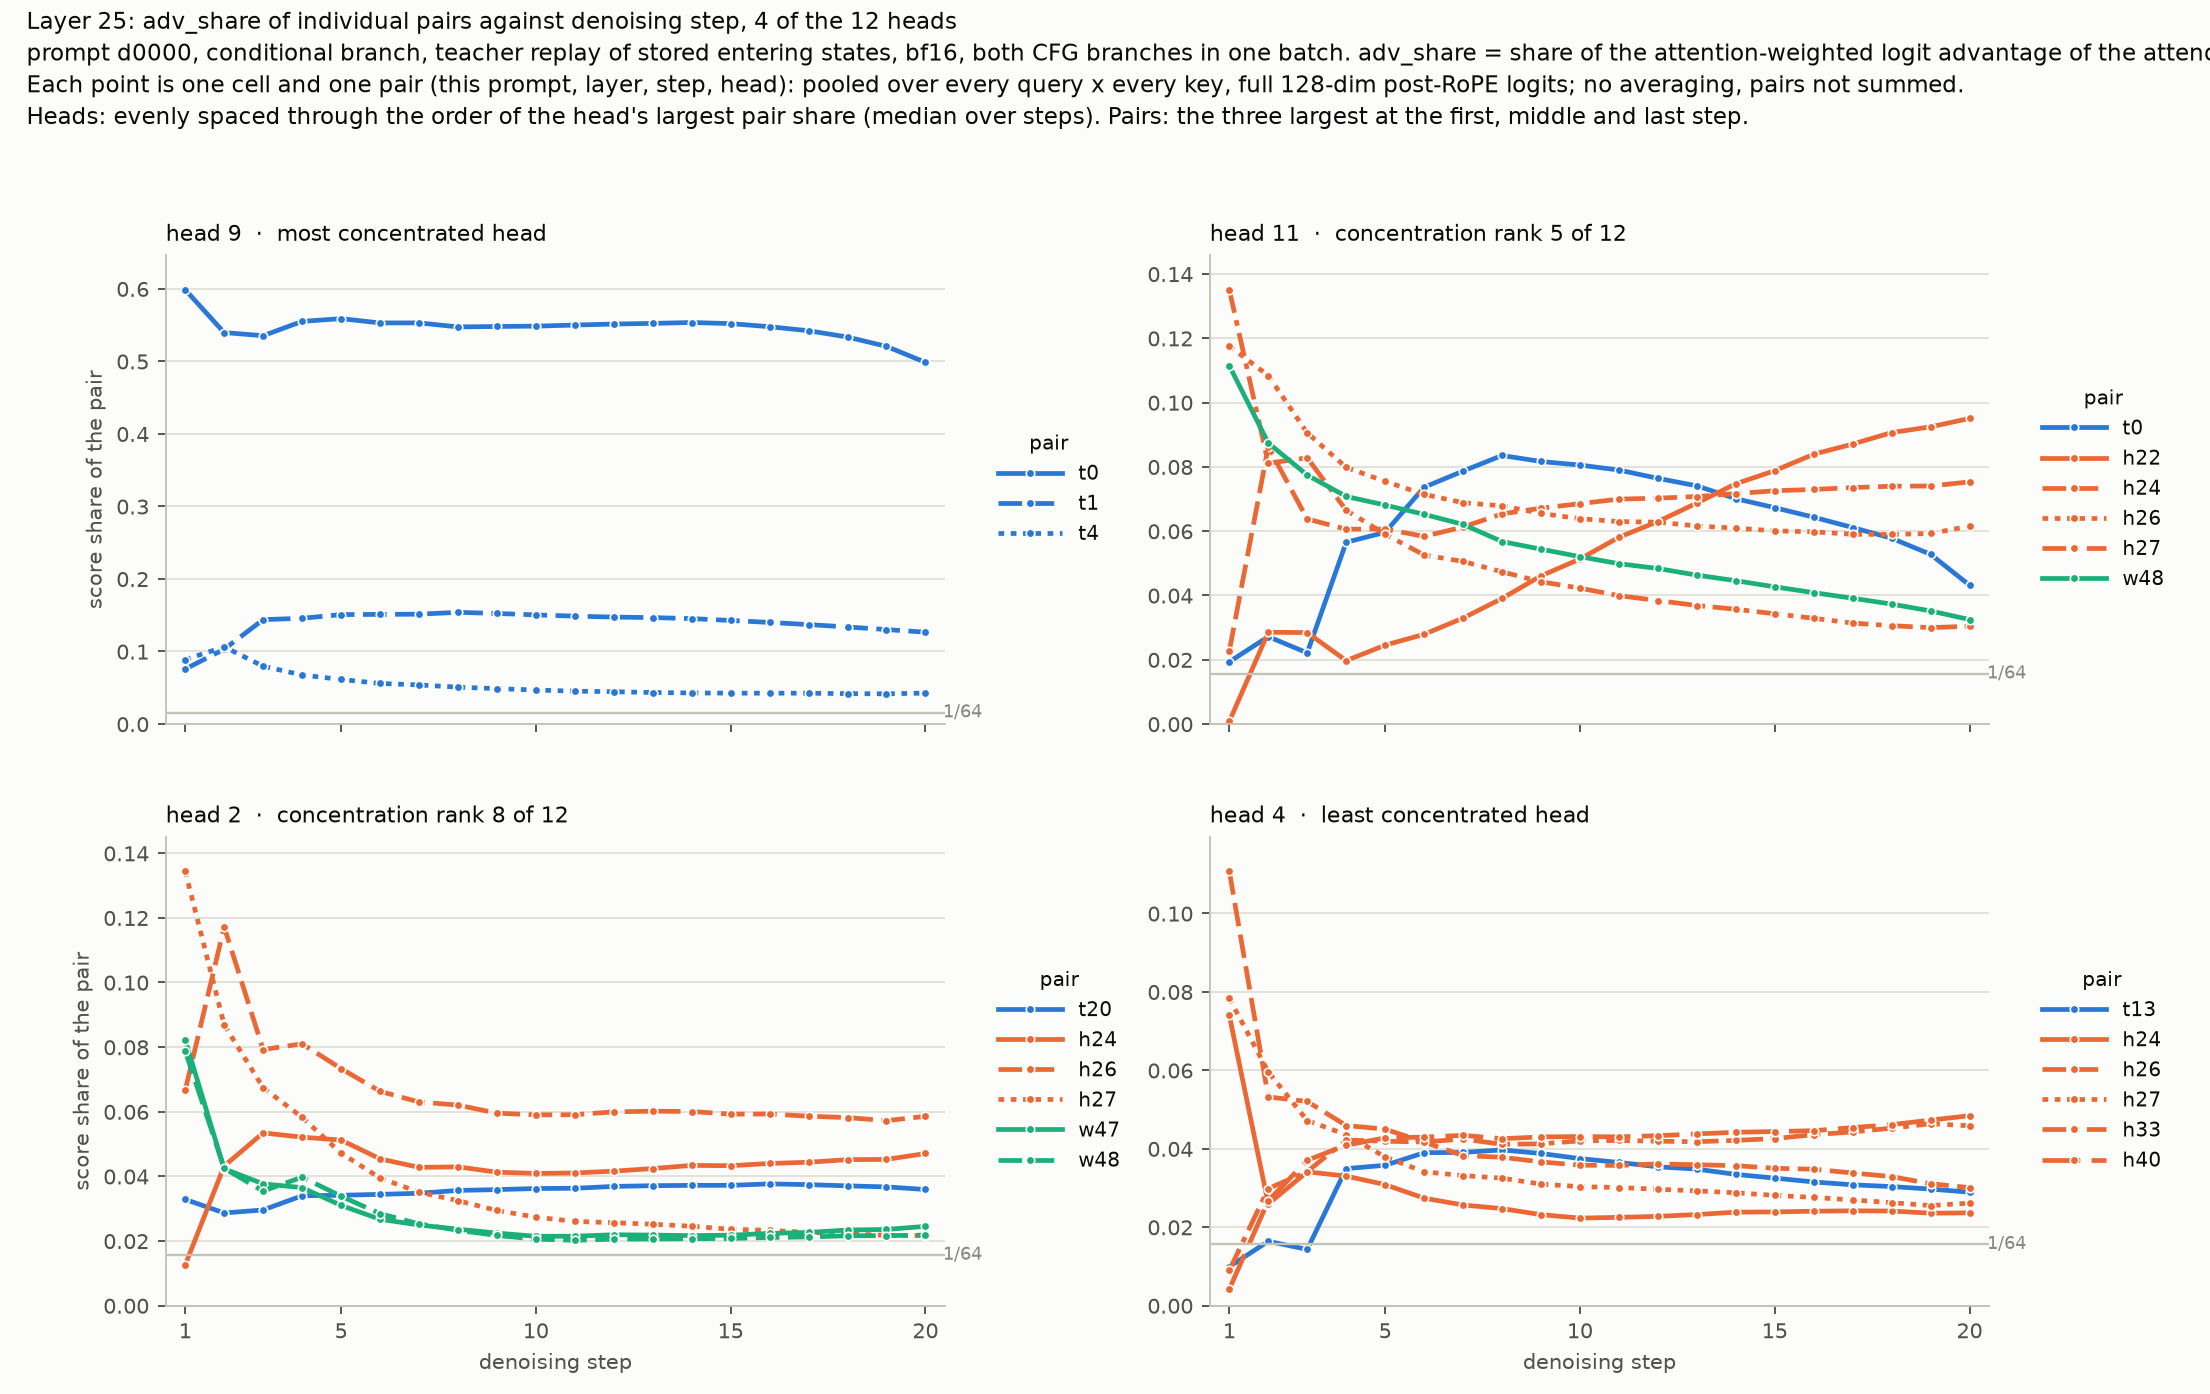 Layer 25: adv_share of individual pairs against denoising step, 4 of the 12 heads
prompt d0000, conditional branch, teacher replay of stored entering states, bf16, both CFG branches in one batch. adv_share = share of the attention-weighted logit advantage of the
Each point is one cell and one pair (this prompt, layer, step, head): pooled over every query x every key, full 128-dim post-RoPE logits; no averaging, pairs not summed.
Heads: evenly spaced through the order of the head's largest pair share (median over steps). Pairs: the three largest at the first, middle and last step.
head 9 · most concentrated head
score share of the pair
0.6
0.5
0.4
0.3
0.2
0.1
0.0
1/64
pair
t0
t1
t4
head 11 · concentration rank 5 of 12
0.14
0.12
0.10
0.08
0.06
0.04
0.02
0.00
1/64
pair
t0
h22
h24
h26
h27
w48
head 2 · concentration rank 8 of 12
score share of the pair
0.14
0.12
0.10
0.08
0.06
0.04
0.02
0.00
1/64
1 5 10 15 20
denoising step
pair
t20
h24
h26
h27
w47
w48
head 4 · least concentrated head
0.10
0.08
0.06
0.04
0.02
0.00
1/64
1 5 10 15 20
denoising step
pair
t13
h24
h26
h27
h33
h40